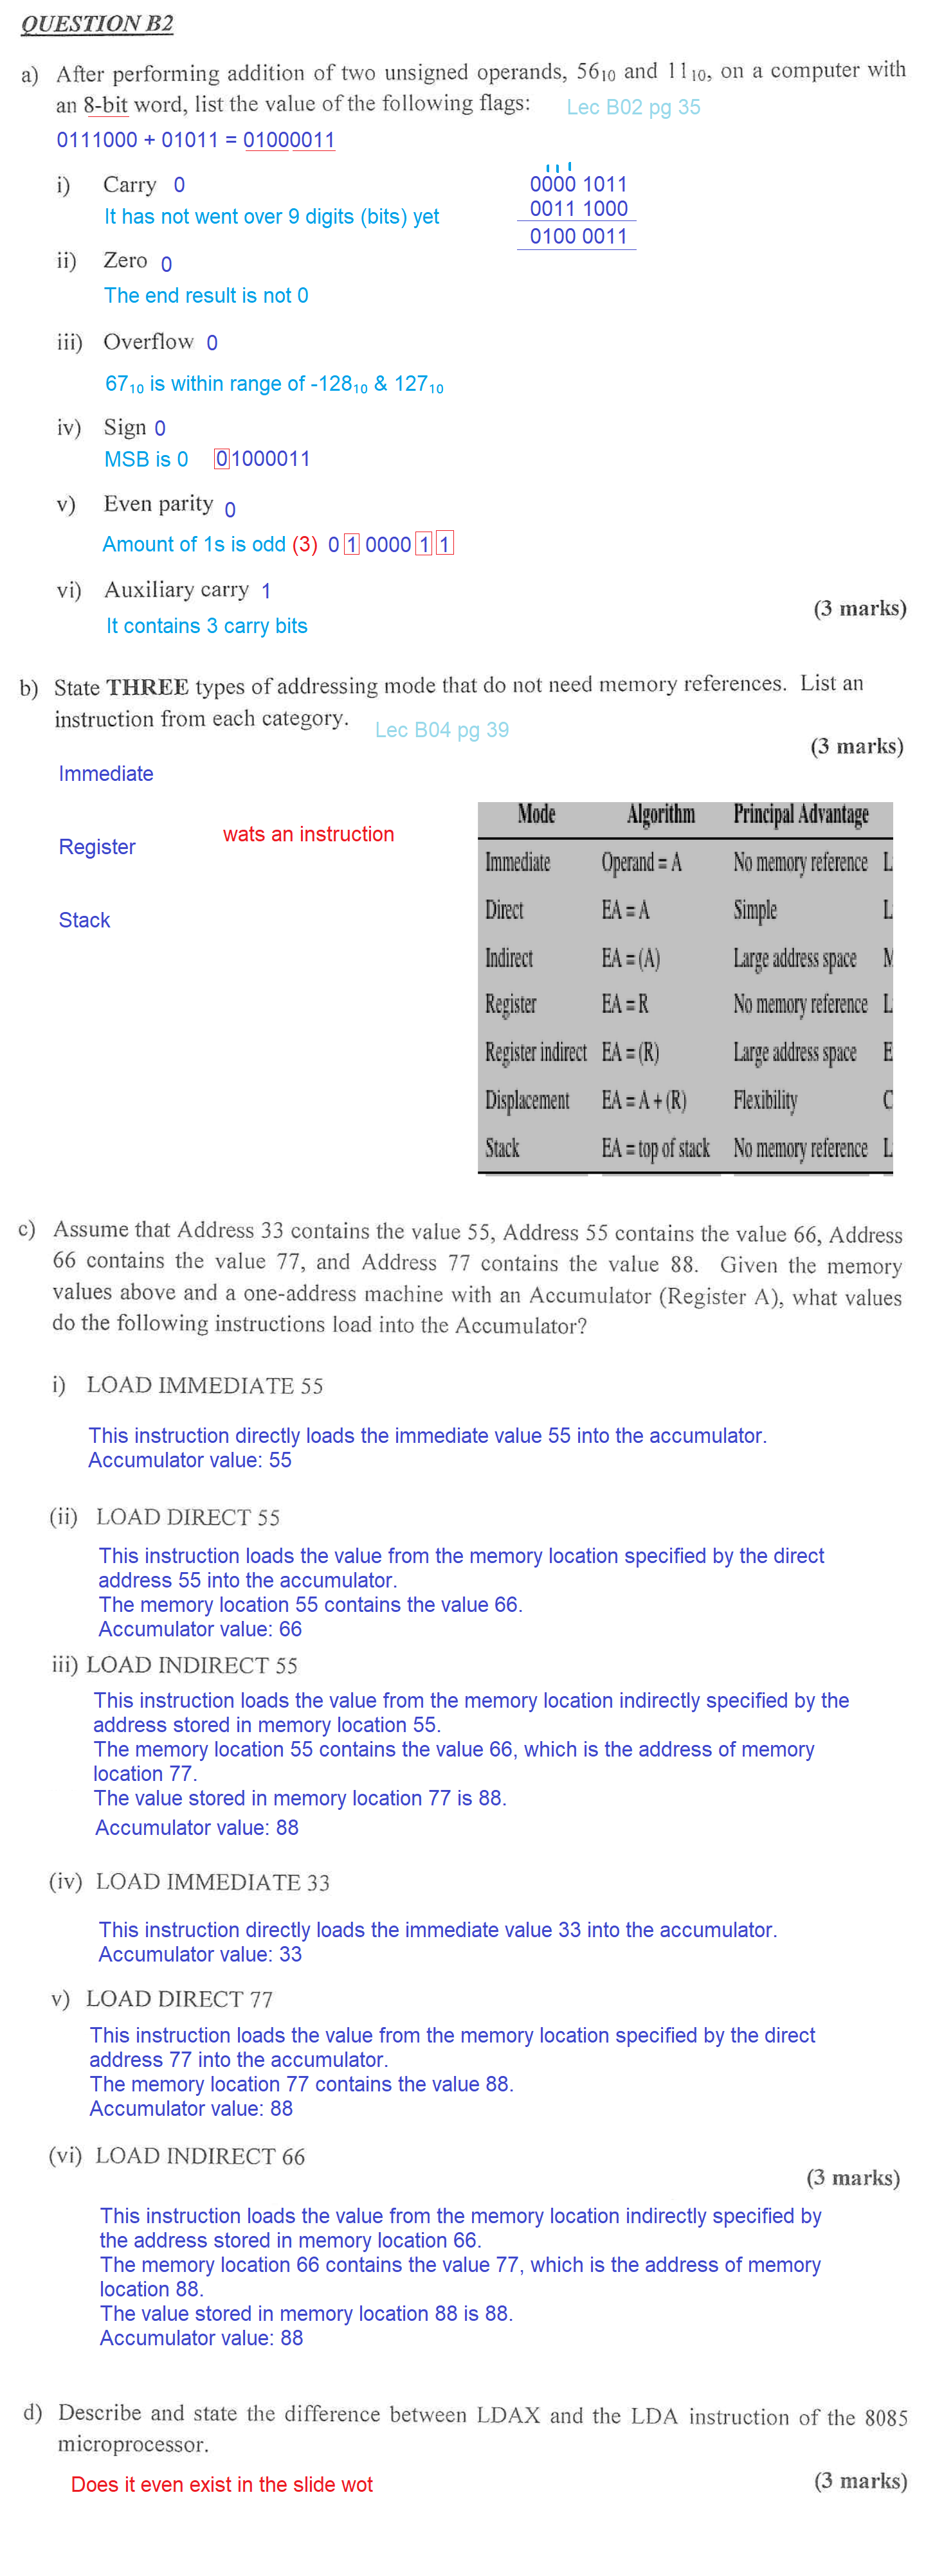 QUESTION B2
a) After performing addition of two unsigned operands, 56₁₀ and 11₁₀, on a computer with
an 8-bit word, list the value of the following flags: Lec B02 pg 35
0111000 + 01011 = 01000011
i) Carry 0
It has not went over 9 digits (bits) yet
0000 1011
0011 1000
0100 0011
ii) Zero 0
The end result is not 0
iii) Overflow 0
67₁₀ is within range of -128₁₀ & 127₁₀
iv) Sign 0
MSB is 0 01000011
v) Even parity 0
Amount of 1s is odd (3) 0 1 0000 1 1
vi) Auxiliary carry 1
(3 marks)
It contains 3 carry bits
b) State THREE types of addressing mode that do not need memory references. List an
instruction from each category. Lec B04 pg 39
(3 marks)
Immediate
Register wats an instruction
Stack
Mode Algorithm Principal Advantage
Immediate Operand = A No memory reference L
Direct EA = A Simple L
Indirect EA = (A) Large address space M
Register EA = R No memory reference L
Register indirect EA = (R) Large address space E
Displacement EA = A + (R) Flexibility C
Stack EA = top of stack No memory reference L
c) Assume that Address 33 contains the value 55, Address 55 contains the value 66, Address
66 contains the value 77, and Address 77 contains the value 88. Given the memory
values above and a one-address machine with an Accumulator (Register A), what values
do the following instructions load into the Accumulator?
i) LOAD IMMEDIATE 55
This instruction directly loads the immediate value 55 into the accumulator.
Accumulator value: 55
(ii) LOAD DIRECT 55
This instruction loads the value from the memory location specified by the direct
address 55 into the accumulator.
The memory location 55 contains the value 66.
Accumulator value: 66
iii) LOAD INDIRECT 55
This instruction loads the value from the memory location indirectly specified by the
address stored in memory location 55.
The memory location 55 contains the value 66, which is the address of memory
location 77.
The value stored in memory location 77 is 88.
Accumulator value: 88
(iv) LOAD IMMEDIATE 33
This instruction directly loads the immediate value 33 into the accumulator.
Accumulator value: 33
v) LOAD DIRECT 77
This instruction loads the value from the memory location specified by the direct
address 77 into the accumulator.
The memory location 77 contains the value 88.
Accumulator value: 88
(vi) LOAD INDIRECT 66
(3 marks)
This instruction loads the value from the memory location indirectly specified by
the address stored in memory location 66.
The memory location 66 contains the value 77, which is the address of memory
location 88.
The value stored in memory location 88 is 88.
Accumulator value: 88
d) Describe and state the difference between LDAX and the LDA instruction of the 8085
microprocessor.
Does it even exist in the slide wot
(3 marks)